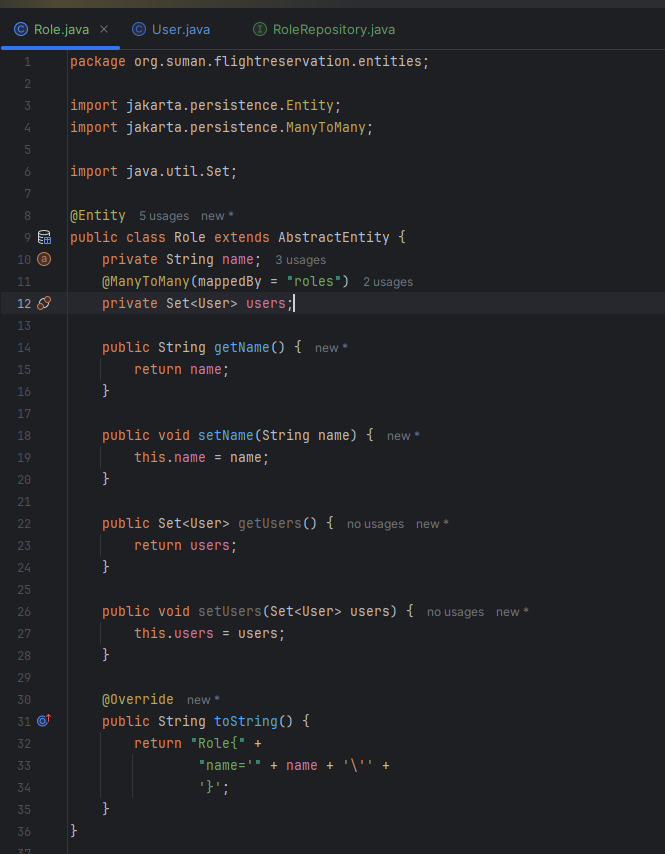 Role.java
User.java
RoleRepository.java
1 package org.suman.flightreservation.entities;
2
3 import jakarta.persistence.Entity;
4 import jakarta.persistence.ManyToMany;
5
6 import java.util.Set;
7
8 @Entity 5 usages new *
9 public class Role extends AbstractEntity {
10 private String name; 3 usages
11 @ManyToMany(mappedBy = "roles") 2 usages
12 private Set<User> users;
13
14 public String getName() { new *
15 return name;
16 }
17
18 public void setName(String name) { new *
19 this.name = name;
20 }
21
22 public Set<User> getUsers() { no usages new *
23 return users;
24 }
25
26 public void setUsers(Set<User> users) { no usages new *
27 this.users = users;
28 }
29
30 @Override new *
31 public String toString() {
32 return "Role{" +
33 "name='" + name + '\'' +
34 '}';
35 }
36 }
37